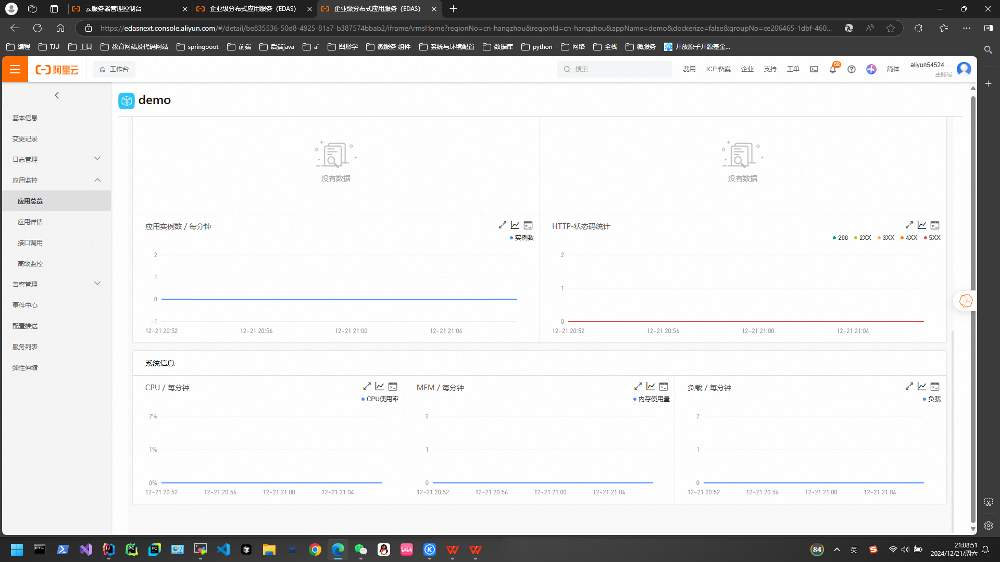 云服务器管理控制台
企业级分布式应用服务（EDAS）
企业级分布式应用服务（EDAS）
https://edasnext.console.aliyun.com/#/detail/be835536-50d8-4925-81a7-b387574bbab2/iframeArmsHome?regionNo=cn-hangzhou&regionId=cn-hangzhou&appName=demo&dockerize=false&groupNo=ce206465-1dbf-460...
编程 TJU 工具 教育网站及代码网站 springboot 前端 后端java ai 图形学 微服务 组件 系统与环境配置 数据库 python 网络 全栈 微服务 开放原子开源基金...
阿里云 工作台 搜索... 费用 ICP 备案 企业 支持 工单 58 简体 aliyun54524...
主账号
demo
基本信息
变更记录
日志管理
应用监控
应用总览
应用详情
接口调用
高级监控
告警管理
事件中心
配置推送
服务列表
弹性伸缩
没有数据
没有数据
应用实例数 / 每分钟
实例数
2
1
0
-1
12-21 20:52 12-21 20:56 12-21 21:00 12-21 21:04
HTTP-状态码统计
200 2XX 3XX 4XX 5XX
2
1
0
12-21 20:52 12-21 20:56 12-21 21:00 12-21 21:04
系统信息
CPU / 每分钟
CPU使用率
2%
1%
0%
12-21 20:52 12-21 20:56 12-21 21:00 12-21 21:04
MEM / 每分钟
内存使用量
2
1
0
12-21 20:52 12-21 20:56 12-21 21:00 12-21 21:04
负载 / 每分钟
负载
2
1
0
12-21 20:52 12-21 20:56 12-21 21:00 12-21 21:04
84 英 21:08:51
2024/12/21/周六